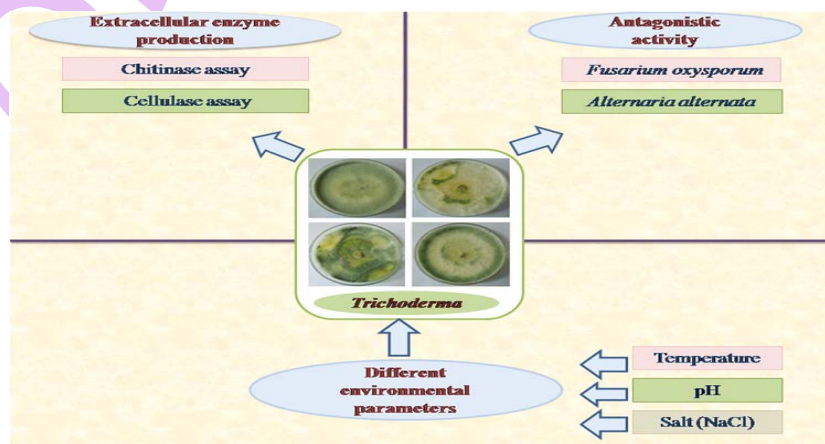 Extracellular enzyme
production
Chitinase assay
Cellulase assay
Antagonistic
activity
Fusarium oxysporum
Alternaria alternata
Trichoderma
Different
environmental
parameters
Temperature
pH
Salt (NaCl)